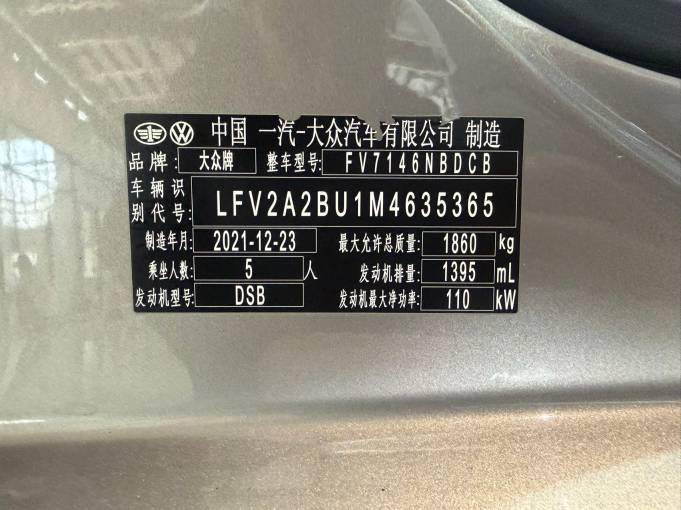 中国 一汽-大众汽车有限公司 制造
品牌: 大众牌 整车型号: FV7146NBDCB
车辆识别代号: LFV2A2BU1M4635365
制造年月: 2021-12-23 最大允许总质量: 1860 kg
乘坐人数: 5 人 发动机排量: 1395 mL
发动机型号: DSB 发动机最大净功率: 110 kW